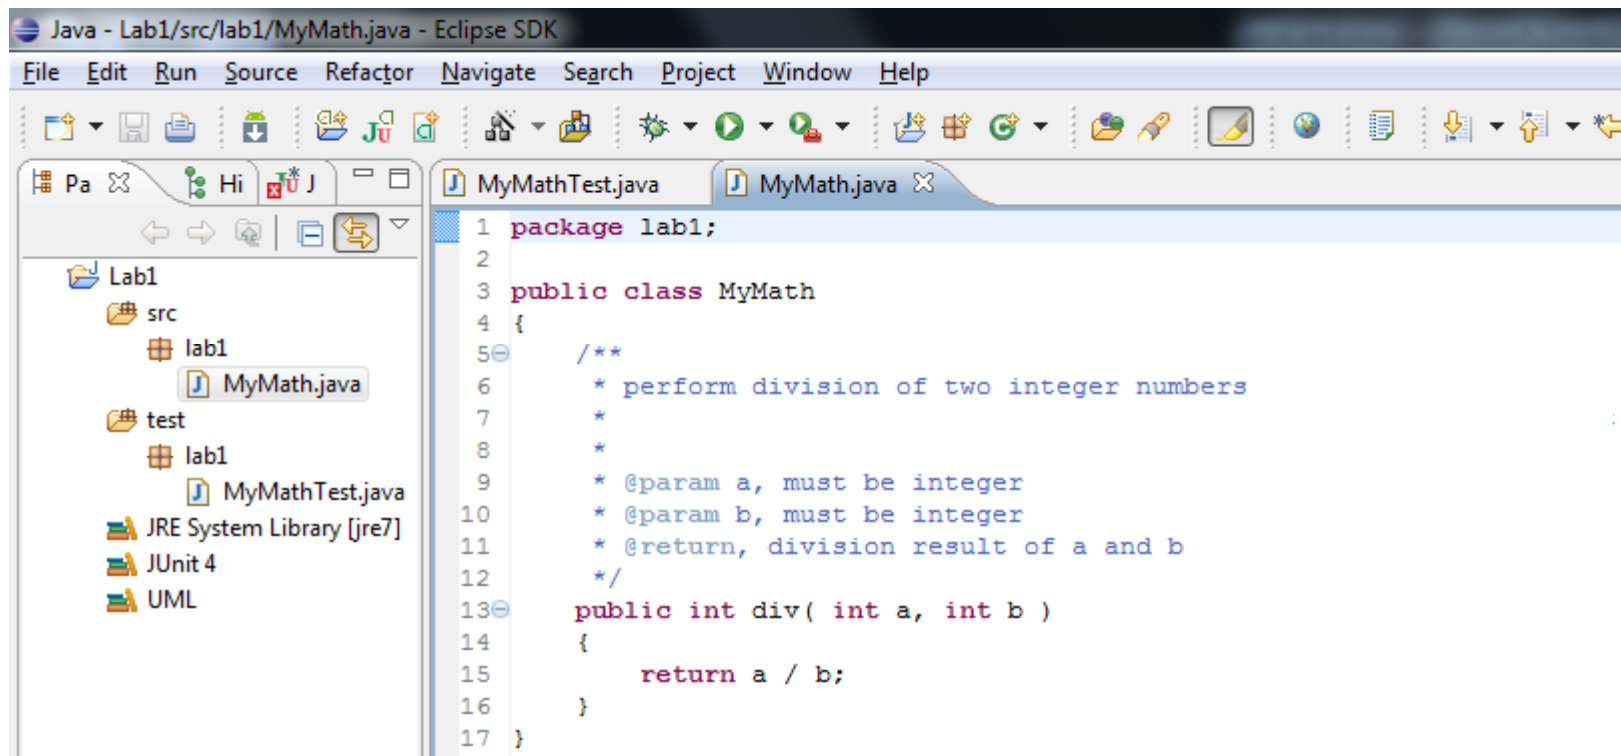 Java - Lab1/src/lab1/MyMath.java - Eclipse SDK
File Edit Run Source Refactor Navigate Search Project Window Help
Pa Hi J
MyMathTest.java MyMath.java
Lab1
src
lab1
MyMath.java
test
lab1
MyMathTest.java
JRE System Library [jre7]
JUnit 4
UML
1 package lab1;
2
3 public class MyMath
4 {
5 /**
6 * perform division of two integer numbers
7 *
8 *
9 * @param a, must be integer
10 * @param b, must be integer
11 * @return, division result of a and b
12 */
13 public int div( int a, int b )
14 {
15 return a / b;
16 }
17 }